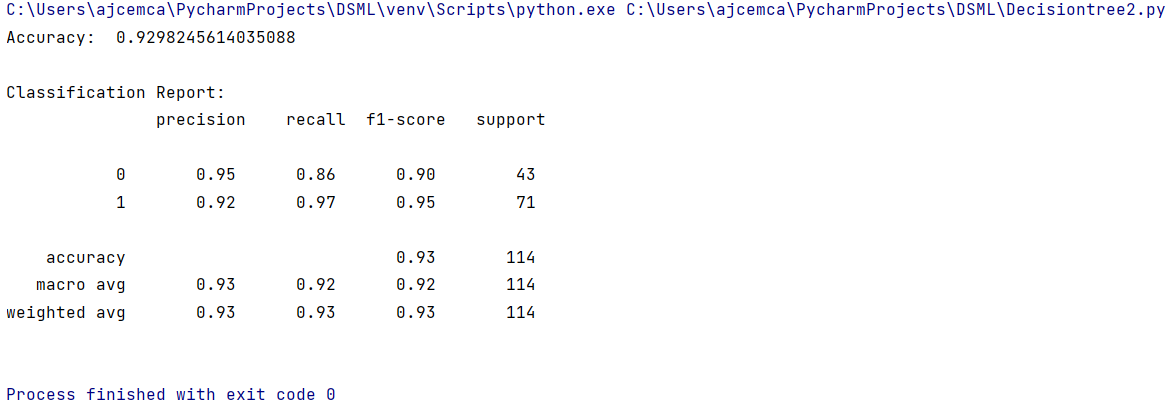 C:\Users\ajcemca\PycharmProjects\DSML\venv\Scripts\python.exe C:\Users\ajcemca\PycharmProjects\DSML\Decisiontree2.py
Accuracy:  0.9298245614035088

Classification Report:
               precision    recall  f1-score   support

           0       0.95      0.86      0.90        43
           1       0.92      0.97      0.95        71

    accuracy                           0.93       114
   macro avg       0.93      0.92      0.92       114
weighted avg       0.93      0.93      0.93       114


Process finished with exit code 0